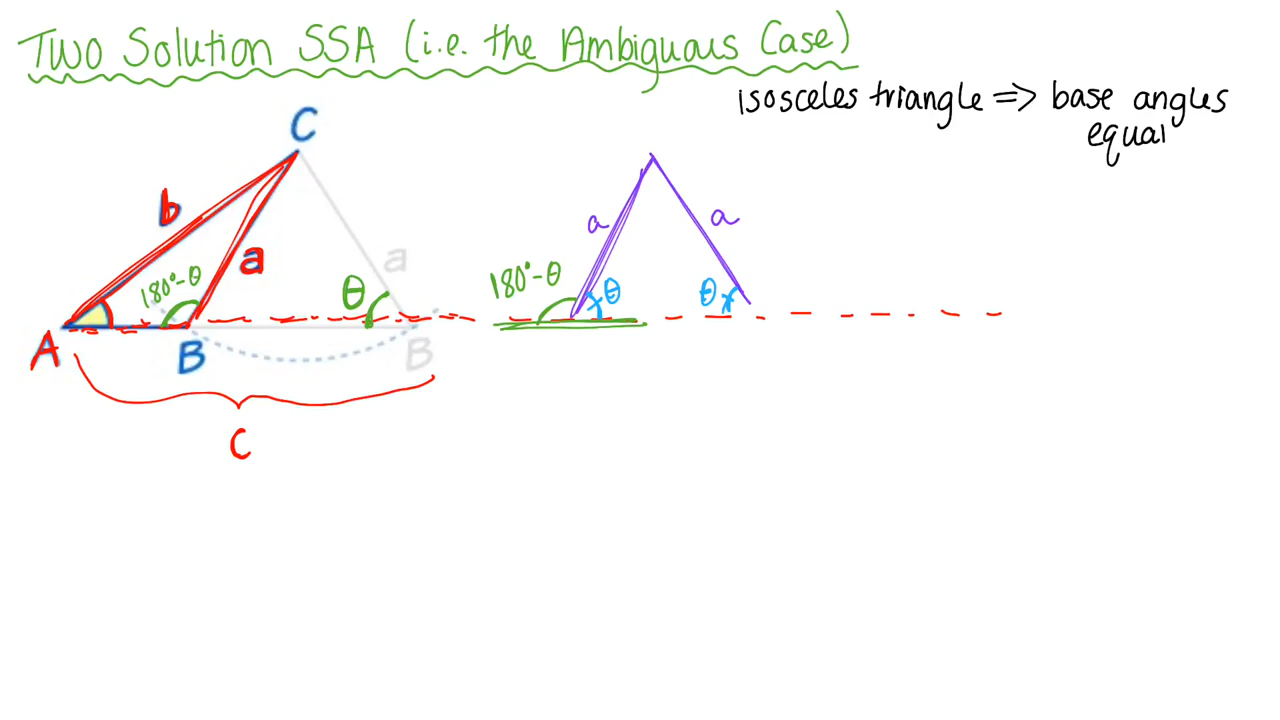 Two Solution SSA (i.e. the Ambiguous Case)
isosceles triangle => base angles
equal
C
b
a
180°-θ
a
θ
A
B
B
c
a
a
180°-θ
θ
θ